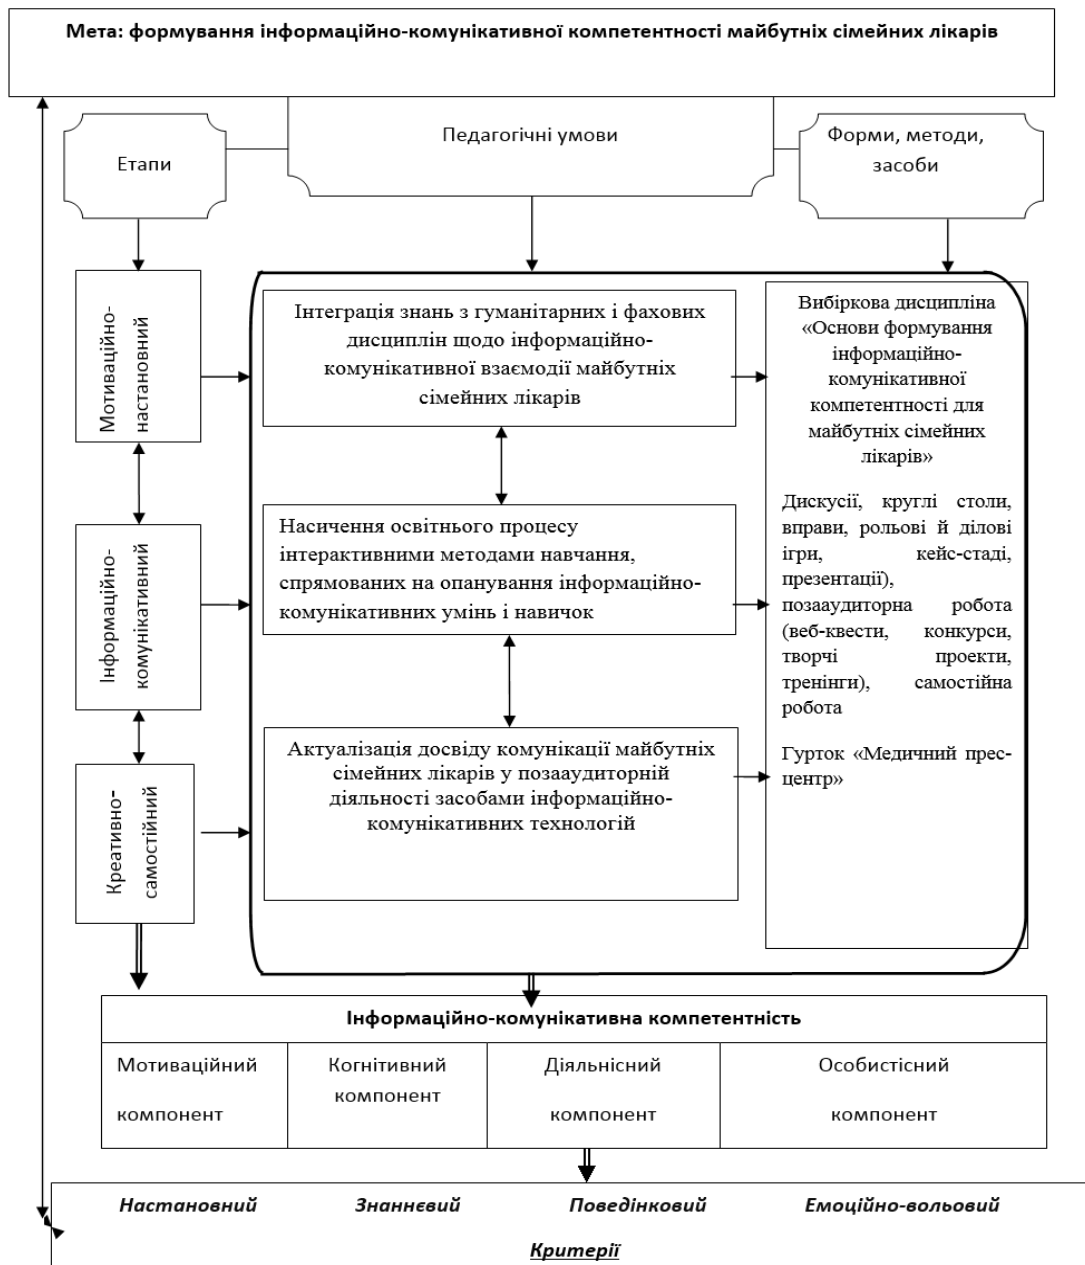 Мета: формування інформаційно-комунікативної компетентності майбутніх сімейних лікарів
Етапи
Педагогічні умови
Форми, методи,
засоби
Мотиваційно-
настановний
Інтеграція знань з гуманітарних і фахових
дисциплін щодо інформаційно-
комунікативної взаємодії майбутніх
сімейних лікарів
Вибіркова дисципліна
«Основи формування
інформаційно-
комунікативної
компетентності для
майбутніх сімейних
лікарів»
Дискусії, круглі столи,
вправи, рольові й ділові
ігри, кейс-стаді,
презентації),
позааудиторна робота
(веб-квести, конкурси,
творчі проекти,
тренінги), самостійна
робота
Гурток «Медичний прес-
центр»
Інформаційно-
комунікативний
Насичення освітнього процесу
інтерактивними методами навчання,
спрямованих на опанування інформаційно-
комунікативних умінь і навичок
Креативно-
самостійний
Актуалізація досвіду комунікації майбутніх
сімейних лікарів у позааудиторній
діяльності засобами інформаційно-
комунікативних технологій
Інформаційно-комунікативна компетентність
Мотиваційний
компонент
Когнітивний
компонент
Діяльнісний
компонент
Особистісний
компонент
Настановний Знаннєвий Поведінковий Емоційно-вольовий
Критерії